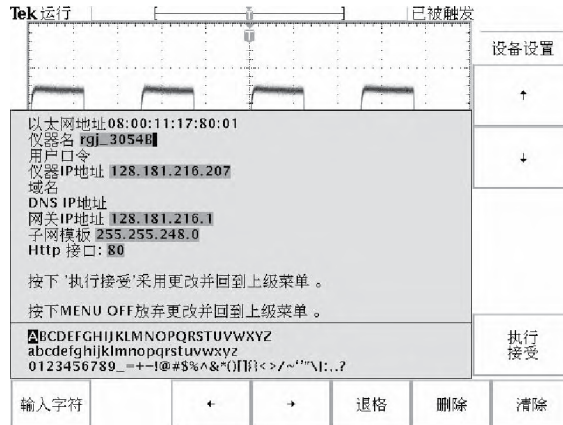 Tek 运行
已被触发
设备设置
↑
↓
以太网地址08:00:11:17:80:01
仪器名 rgj_3054B
用户口令
仪器IP地址 128.181.216.207
域名
DNS IP地址
网关IP地址 128.181.216.1
子网模板 255.255.248.0
Http 接口: 80
按下 '执行接受'采用更改并回到上级菜单 。
按下MENU OFF放弃更改并回到上级菜单 。
ABCDEFGHIJKLMNOPQRSTUVWXYZ
abcdefghijklmnopqrstuvwxyz
0123456789_=+-!@#$%^&*()[]{}<>/~'"\|:,.?
执行
接受
输入字符
←
→
退格
删除
清除